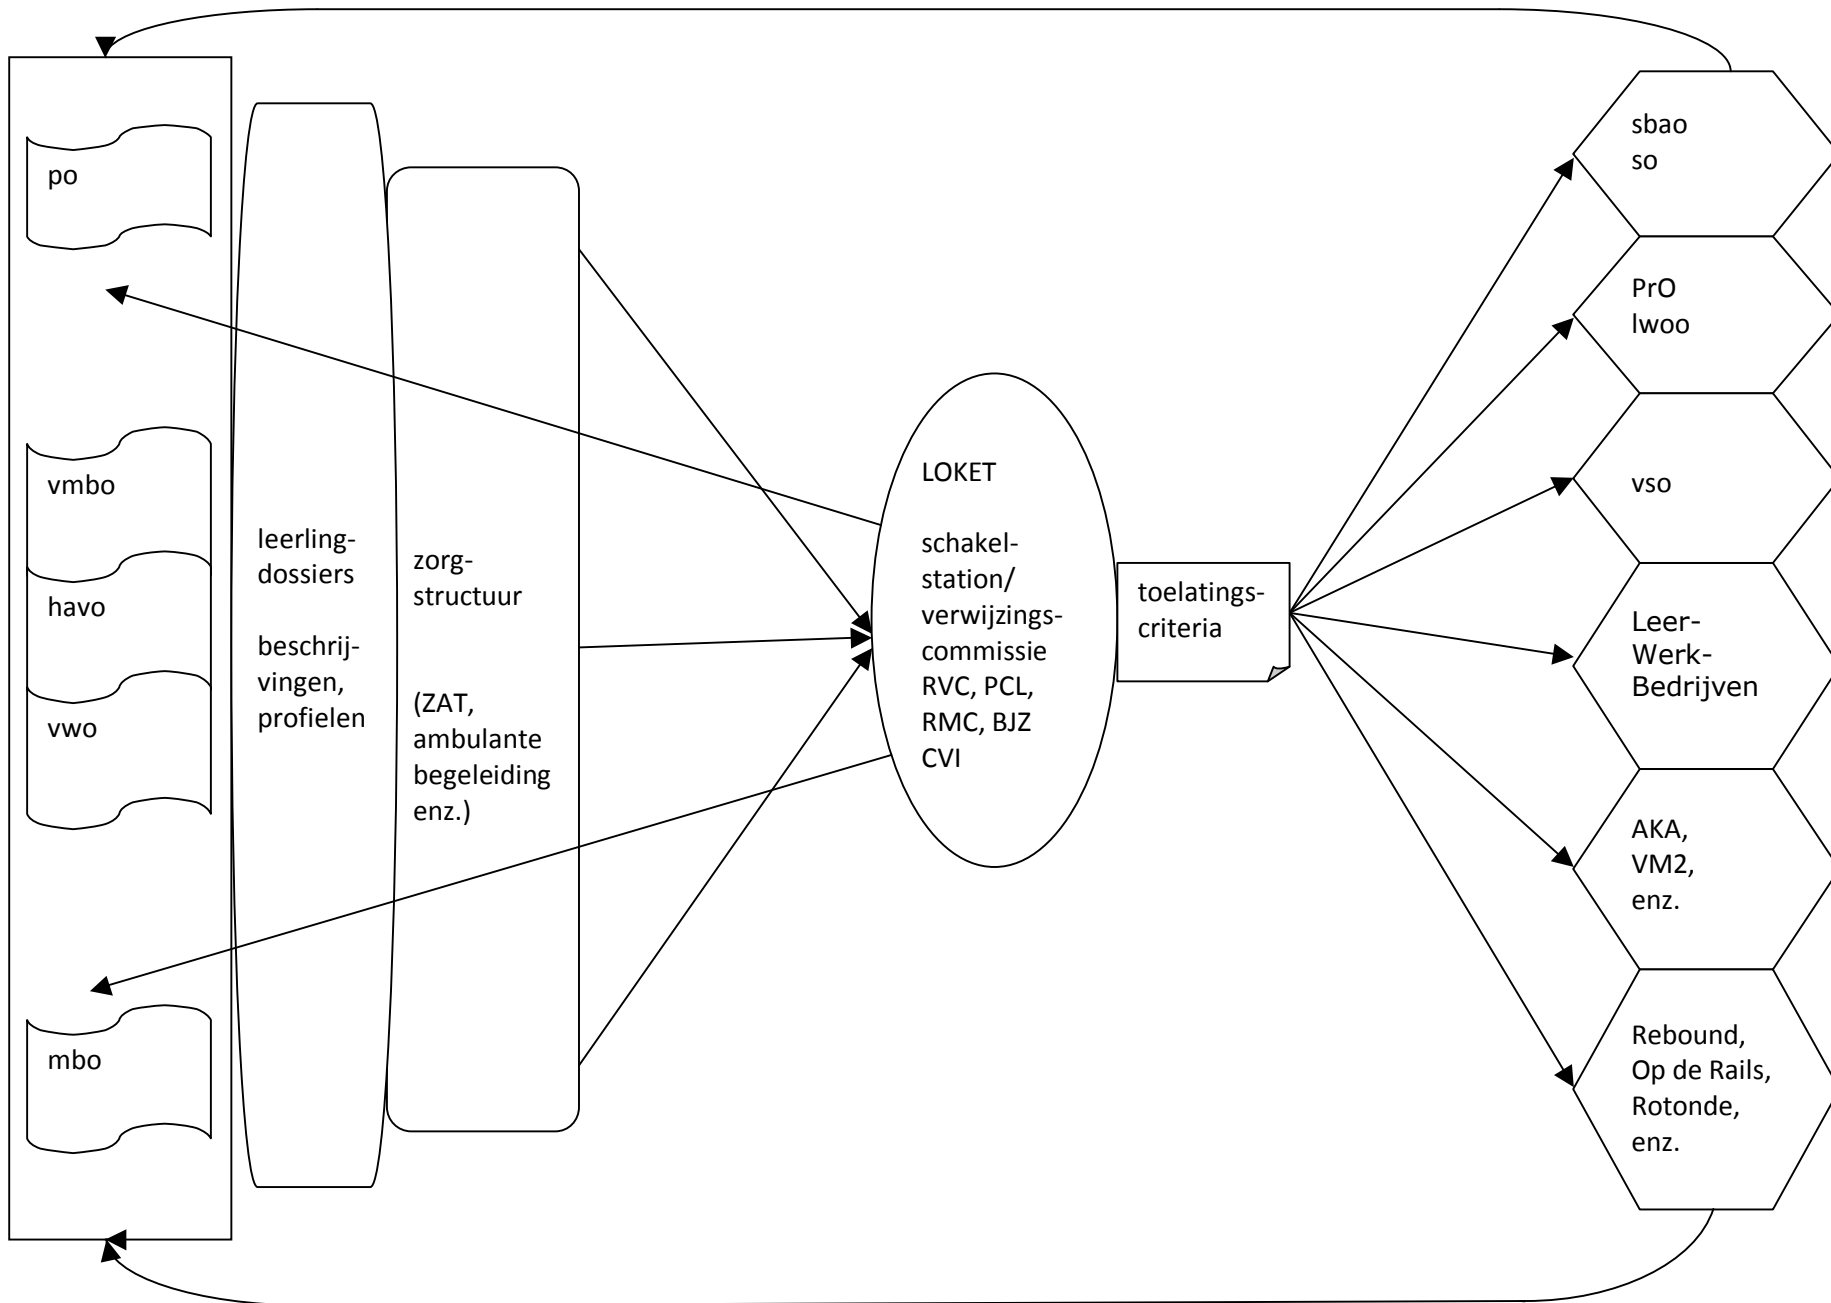 po
vmbo
havo
vwo
mbo
leerling-
dossiers
beschrij-
vingen,
profielen
zorg-
structuur
(ZAT,
ambulante
begeleiding
enz.)
LOKET
schakel-
station/
verwijzings-
commissie
RVC, PCL,
RMC, BJZ
CVI
toelatings-
criteria
sbao
so
PrO
lwoo
vso
Leer-
Werk-
Bedrijven
AKA,
VM2,
enz.
Rebound,
Op de Rails,
Rotonde,
enz.